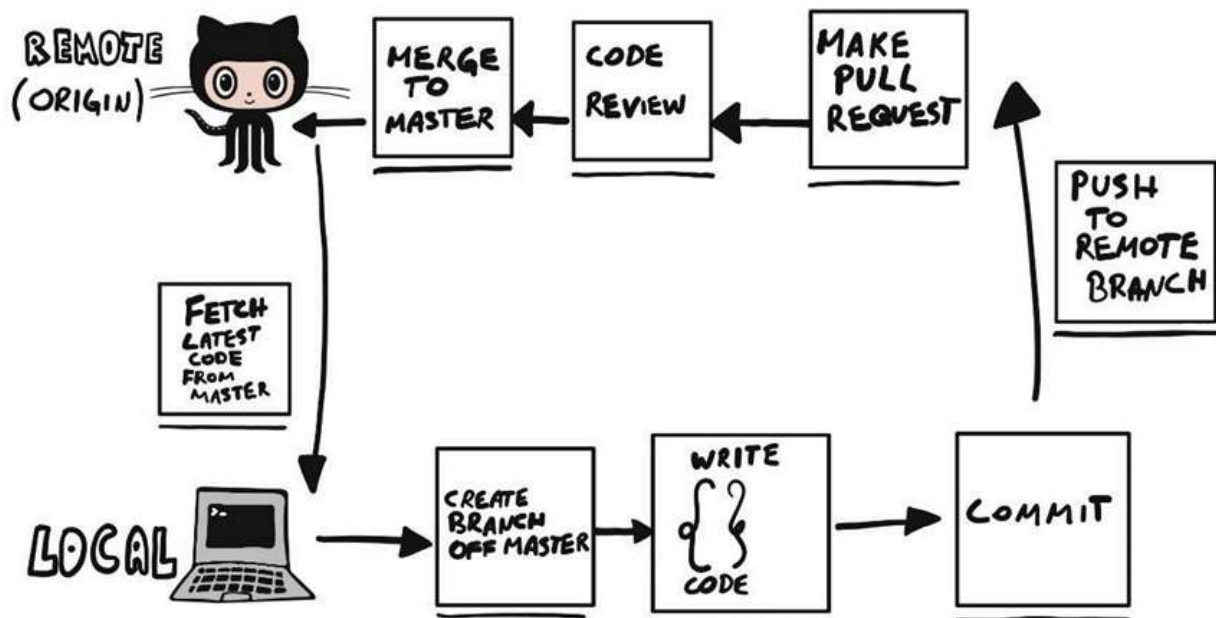 REMOTE
(ORIGIN)
MERGE
TO
MASTER
CODE
REVIEW
MAKE
PULL
REQUEST
PUSH
TO
REMOTE
BRANCH
FETCH
LATEST
CODE
FROM
MASTER
LOCAL
>_
CREATE
BRANCH
OFF MASTER
WRITE
{ }
CODE
COMMIT